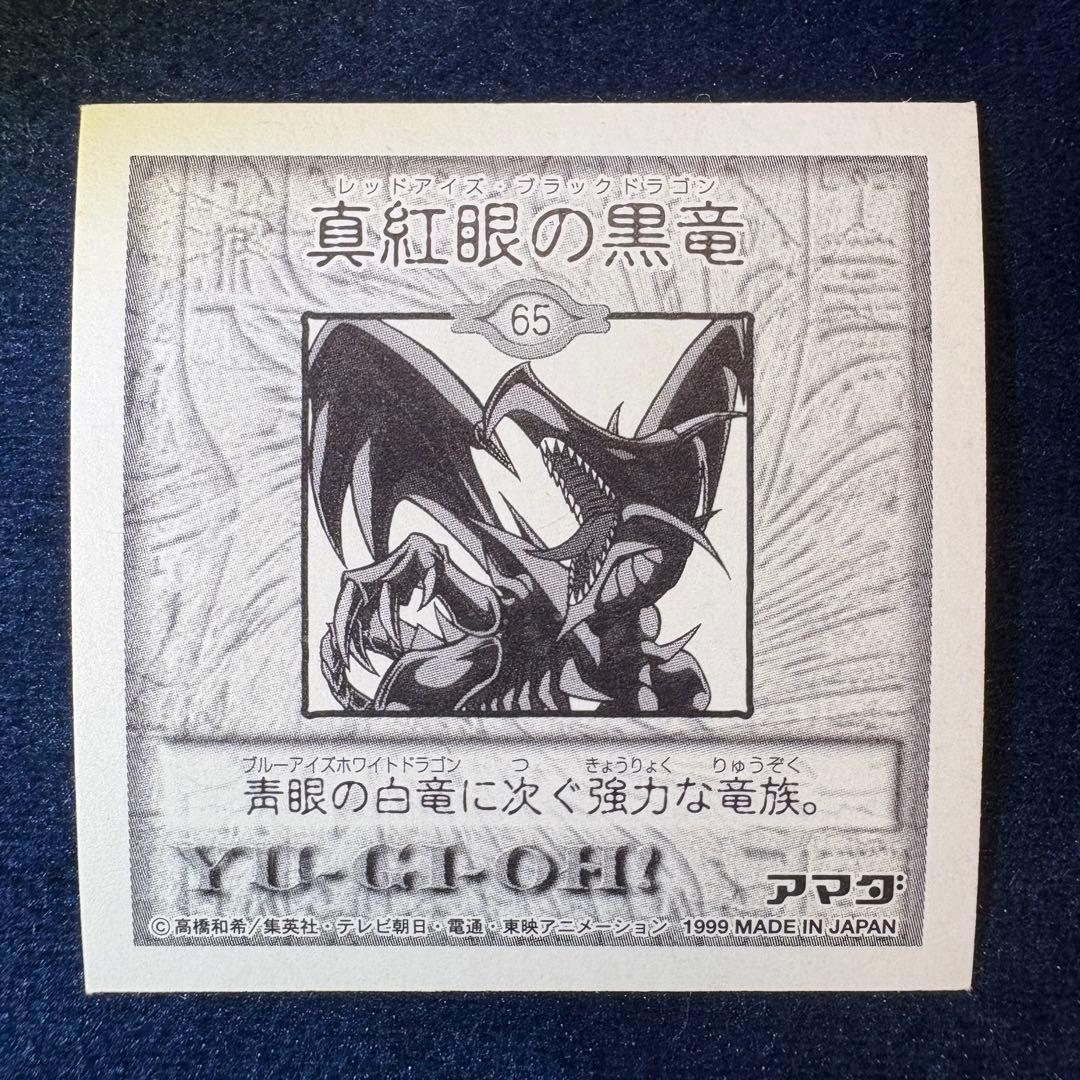 レッドアイズ・ブラックドラゴン
真紅眼の黒竜
65
ブルーアイズホワイトドラゴン つ きょうりょく りゅうぞく
青眼の白竜に次ぐ強力な竜族。
YU-GI-OH!
アマダ
©高橋和希/集英社・テレビ朝日・電通・東映アニメーション 1999 MADE IN JAPAN